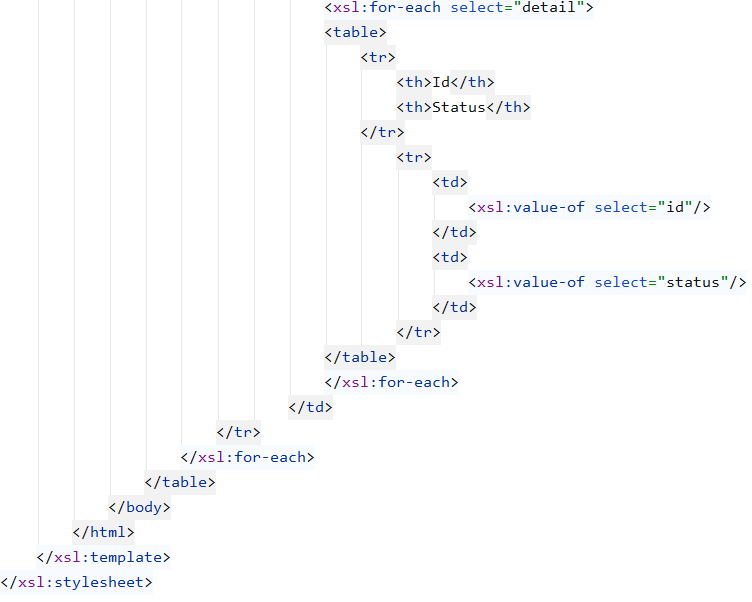 <xsl:for-each select="detail">
<table>
<tr>
<th>Id</th>
<th>Status</th>
</tr>
<tr>
<td>
<xsl:value-of select="id"/>
</td>
<td>
<xsl:value-of select="status"/>
</td>
</tr>
</table>
</xsl:for-each>
</td>
</tr>
</xsl:for-each>
</table>
</body>
</html>
</xsl:template>
</xsl:stylesheet>